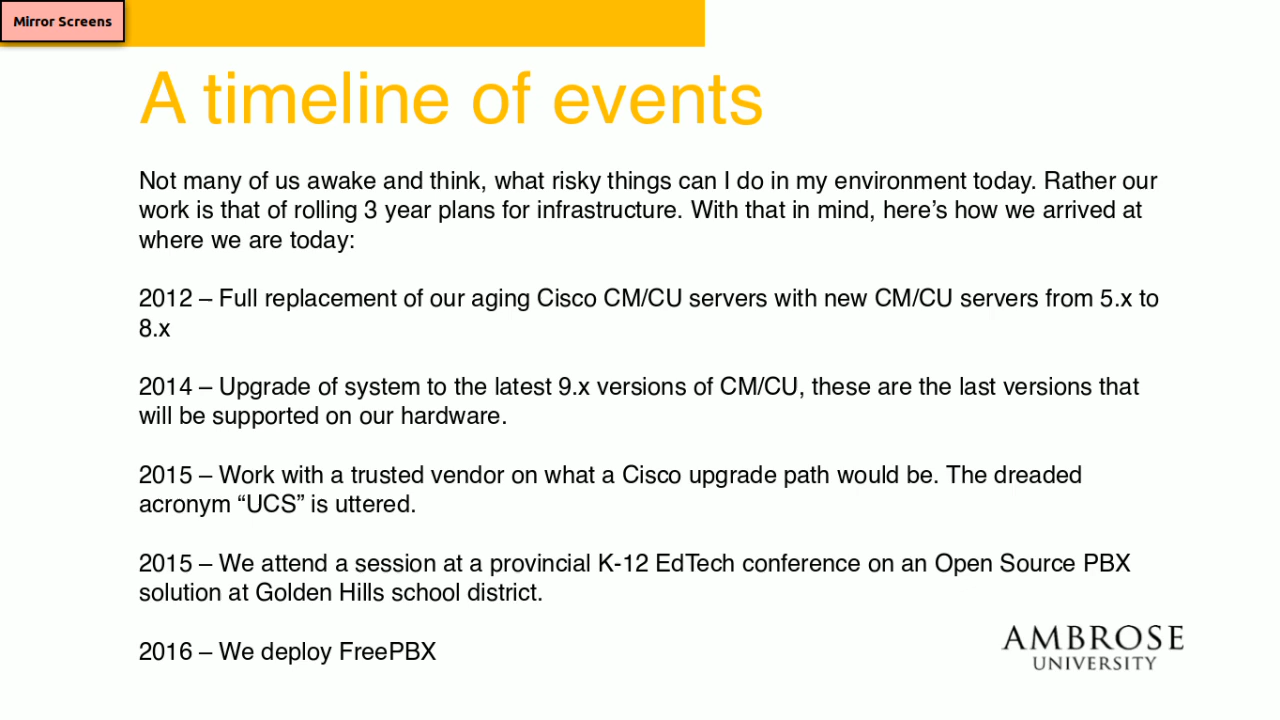 Mirror Screens
A timeline of events
Not many of us awake and think, what risky things can I do in my environment today. Rather our
work is that of rolling 3 year plans for infrastructure. With that in mind, here’s how we arrived at
where we are today:
2012 – Full replacement of our aging Cisco CM/CU servers with new CM/CU servers from 5.x to
8.x
2014 – Upgrade of system to the latest 9.x versions of CM/CU, these are the last versions that
will be supported on our hardware.
2015 – Work with a trusted vendor on what a Cisco upgrade path would be. The dreaded
acronym “UCS” is uttered.
2015 – We attend a session at a provincial K-12 EdTech conference on an Open Source PBX
solution at Golden Hills school district.
2016 – We deploy FreePBX
AMBROSE
UNIVERSITY